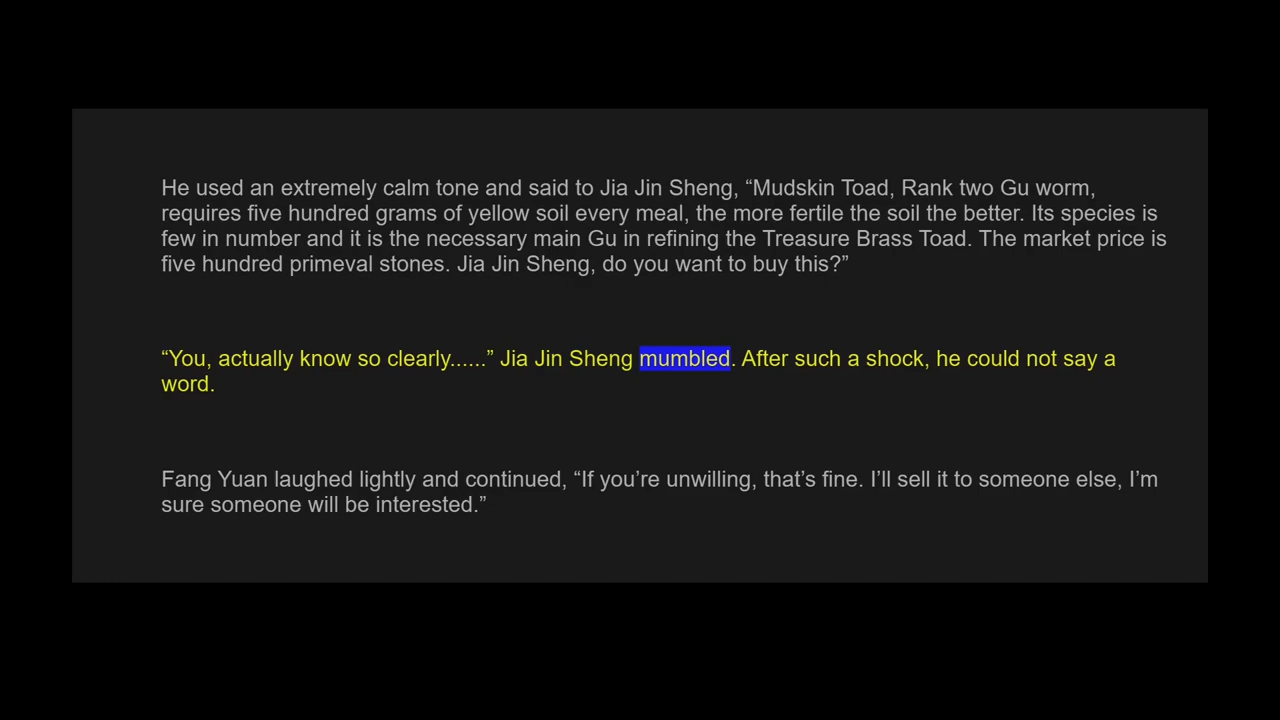 He used an extremely calm tone and said to Jia Jin Sheng, “Mudskin Toad, Rank two Gu worm,
requires five hundred grams of yellow soil every meal, the more fertile the soil the better. Its species is
few in number and it is the necessary main Gu in refining the Treasure Brass Toad. The market price is
five hundred primeval stones. Jia Jin Sheng, do you want to buy this?”
“You, actually know so clearly......” Jia Jin Sheng mumbled. After such a shock, he could not say a
word.
Fang Yuan laughed lightly and continued, “If you’re unwilling, that’s fine. I’ll sell it to someone else, I’m
sure someone will be interested.”